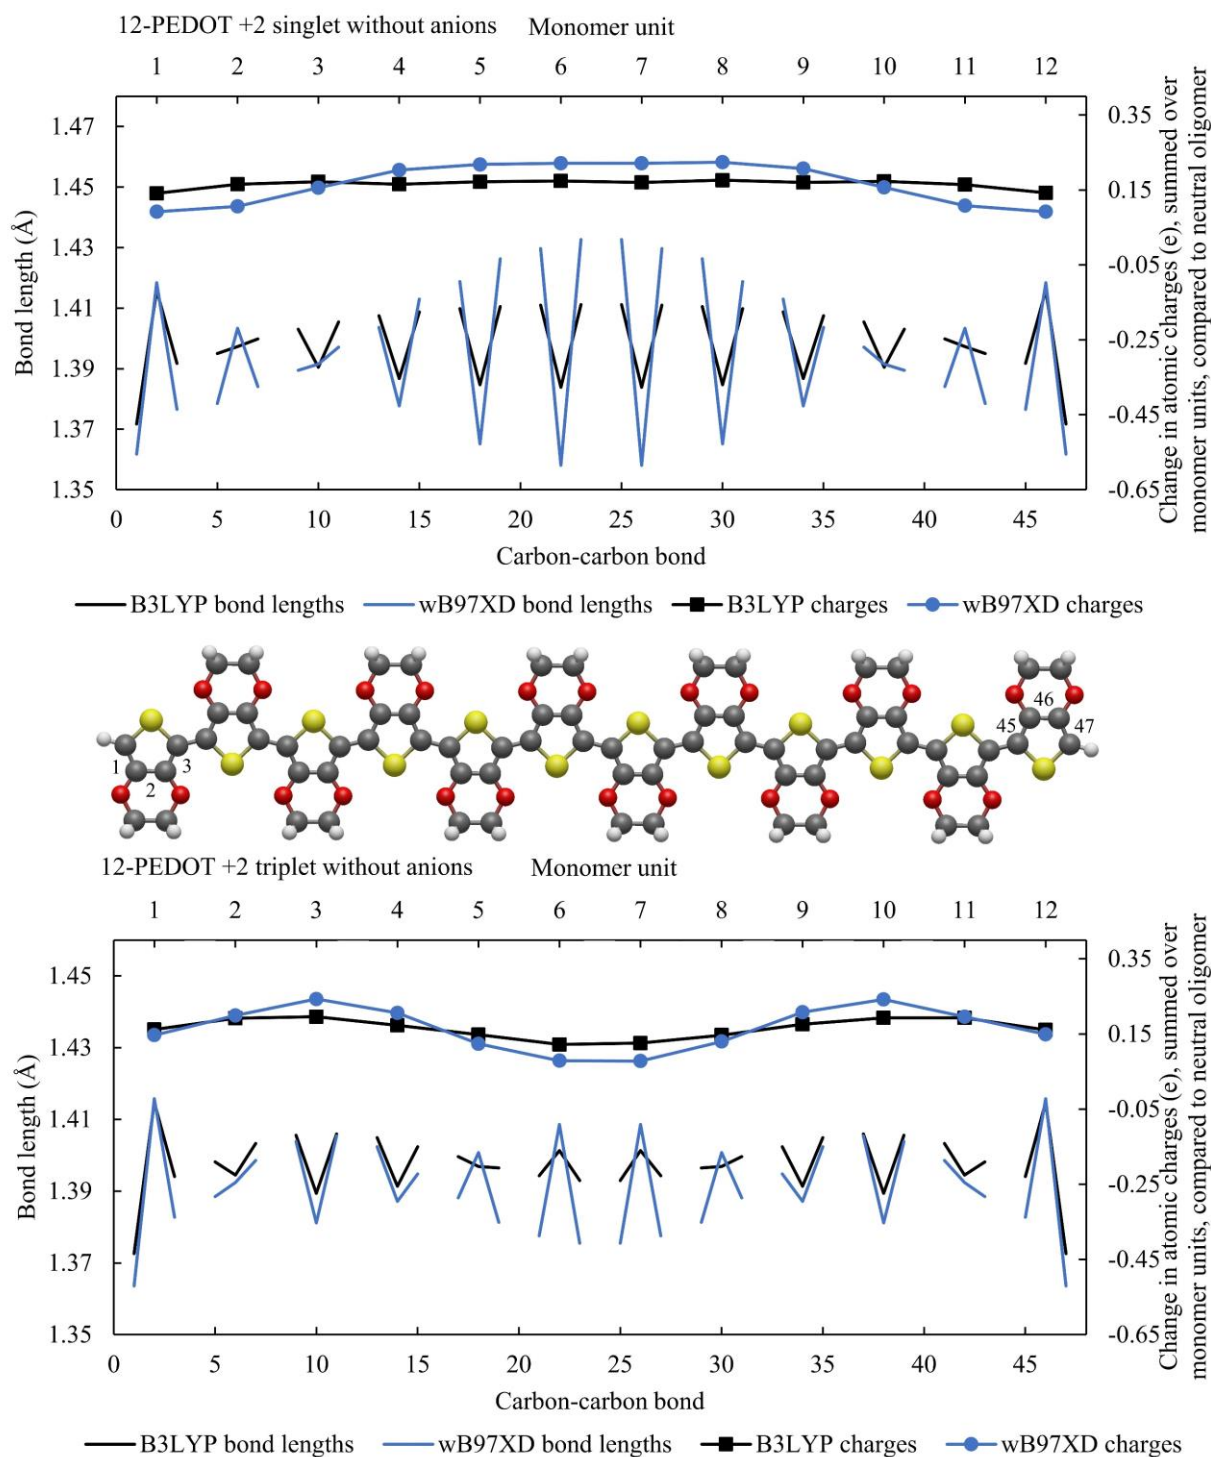 12-PEDOT +2 singlet without anions Monomer unit
1 2 3 4 5 6 7 8 9 10 11 12
Bond length (Å)
1.47
1.45
1.43
1.41
1.39
1.37
1.35
0.35
0.15
-0.05
-0.25
-0.45
-0.65
Change in atomic charges (e), summed over
monomer units, compared to neutral oligomer
0 5 10 15 20 25 30 35 40 45
Carbon-carbon bond
B3LYP bond lengths wB97XD bond lengths B3LYP charges wB97XD charges
1 2 3 45 46 47
12-PEDOT +2 triplet without anions Monomer unit
1 2 3 4 5 6 7 8 9 10 11 12
Bond length (Å)
1.45
1.43
1.41
1.39
1.37
1.35
0.35
0.15
-0.05
-0.25
-0.45
-0.65
Change in atomic charges (e), summed over
monomer units, compared to neutral oligomer
0 5 10 15 20 25 30 35 40 45
Carbon-carbon bond
B3LYP bond lengths wB97XD bond lengths B3LYP charges wB97XD charges